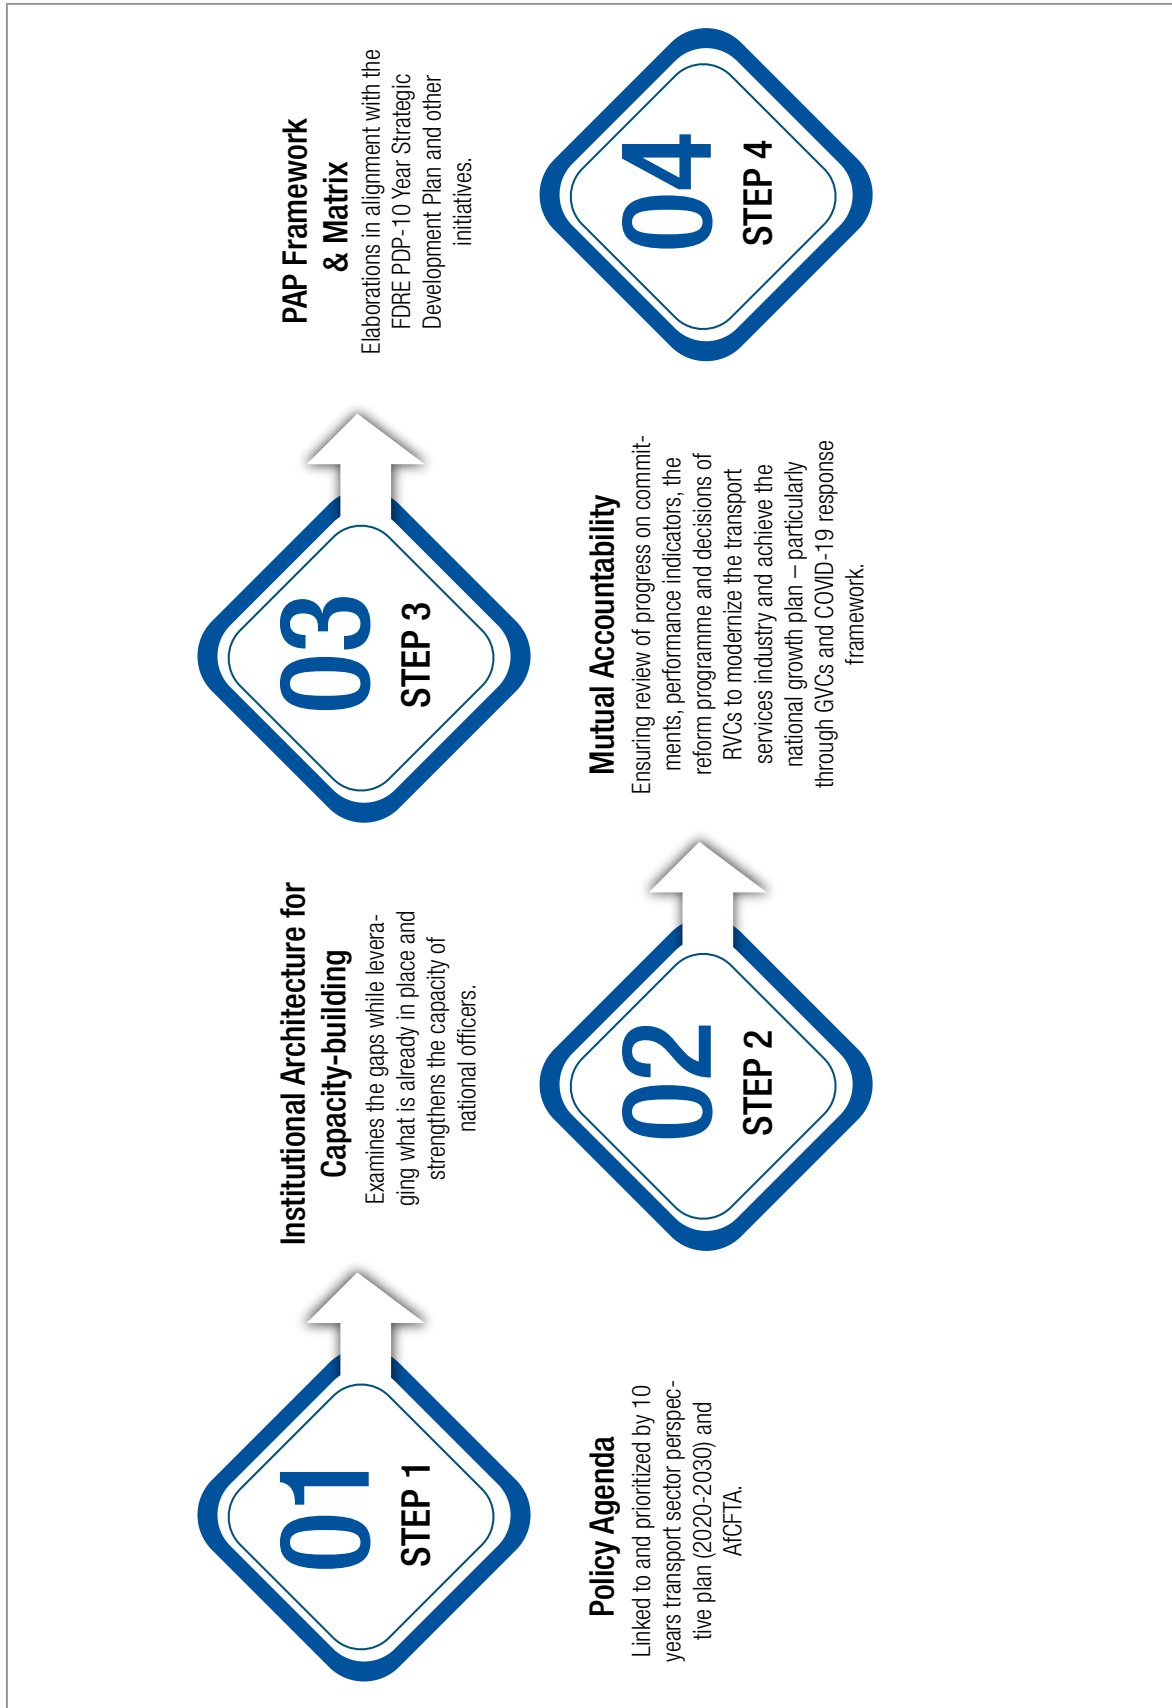 01
STEP 1
Policy Agenda
Linked to and prioritized by 10
years transport sector perspec-
tive plan (2020-2030) and
AfCFTA.
Institutional Architecture for
Capacity-building
Examines the gaps while levera-
ging what is already in place and
strengthens the capacity of
national officers.
02
STEP 2
03
STEP 3
Mutual Accountability
Ensuring review of progress on commit-
ments, performance indicators, the
reform programme and decisions of
RVCs to modernize the transport
services industry and achieve the
national growth plan – particularly
through GVCs and COVID-19 response
framework.
PAP Framework
& Matrix
Elaborations in alignment with the
FDRE PDP-10 Year Strategic
Development Plan and other
initiatives.
04
STEP 4